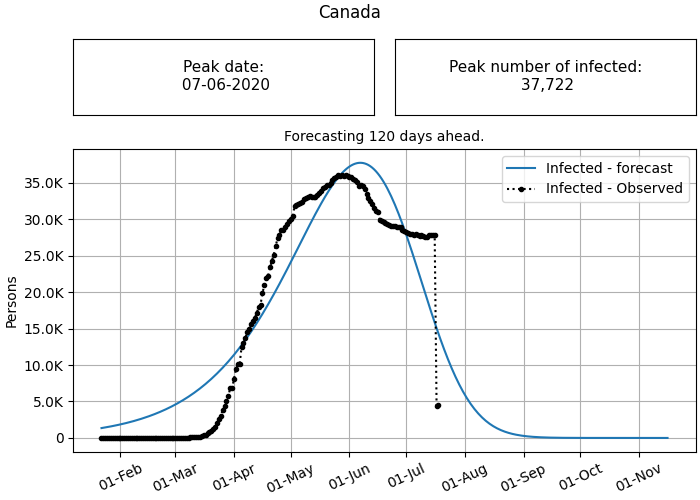 Canada
Peak date:
07-06-2020
Peak number of infected:
37,722
Forecasting 120 days ahead.
Infected - forecast
Infected - Observed
Persons
35.0K
30.0K
25.0K
20.0K
15.0K
10.0K
5.0K
0
01-Feb
01-Mar
01-Apr
01-May
01-Jun
01-Jul
01-Aug
01-Sep
01-Oct
01-Nov